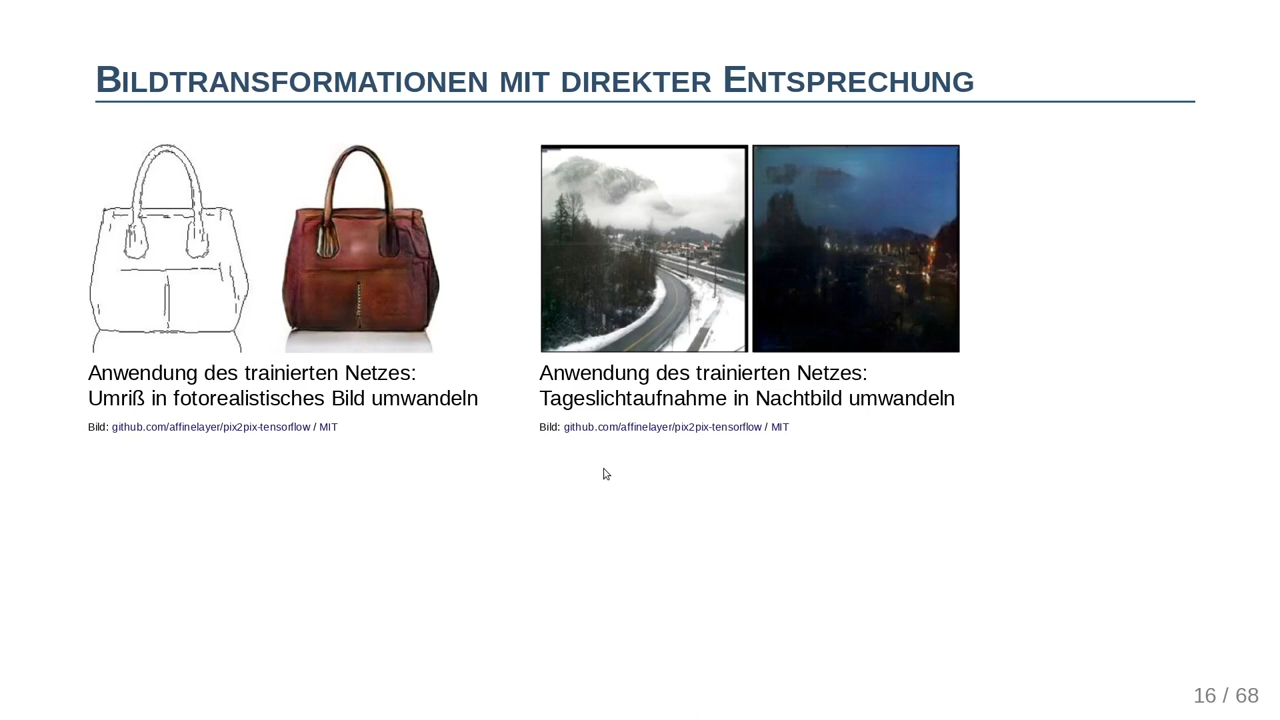 Bildtransformationen mit direkter Entsprechung
Anwendung des trainierten Netzes:
Umriß in fotorealistisches Bild umwandeln
Bild: github.com/affinelayer/pix2pix-tensorflow / MIT
Anwendung des trainierten Netzes:
Tageslichtaufnahme in Nachtbild umwandeln
Bild: github.com/affinelayer/pix2pix-tensorflow / MIT
16 / 68